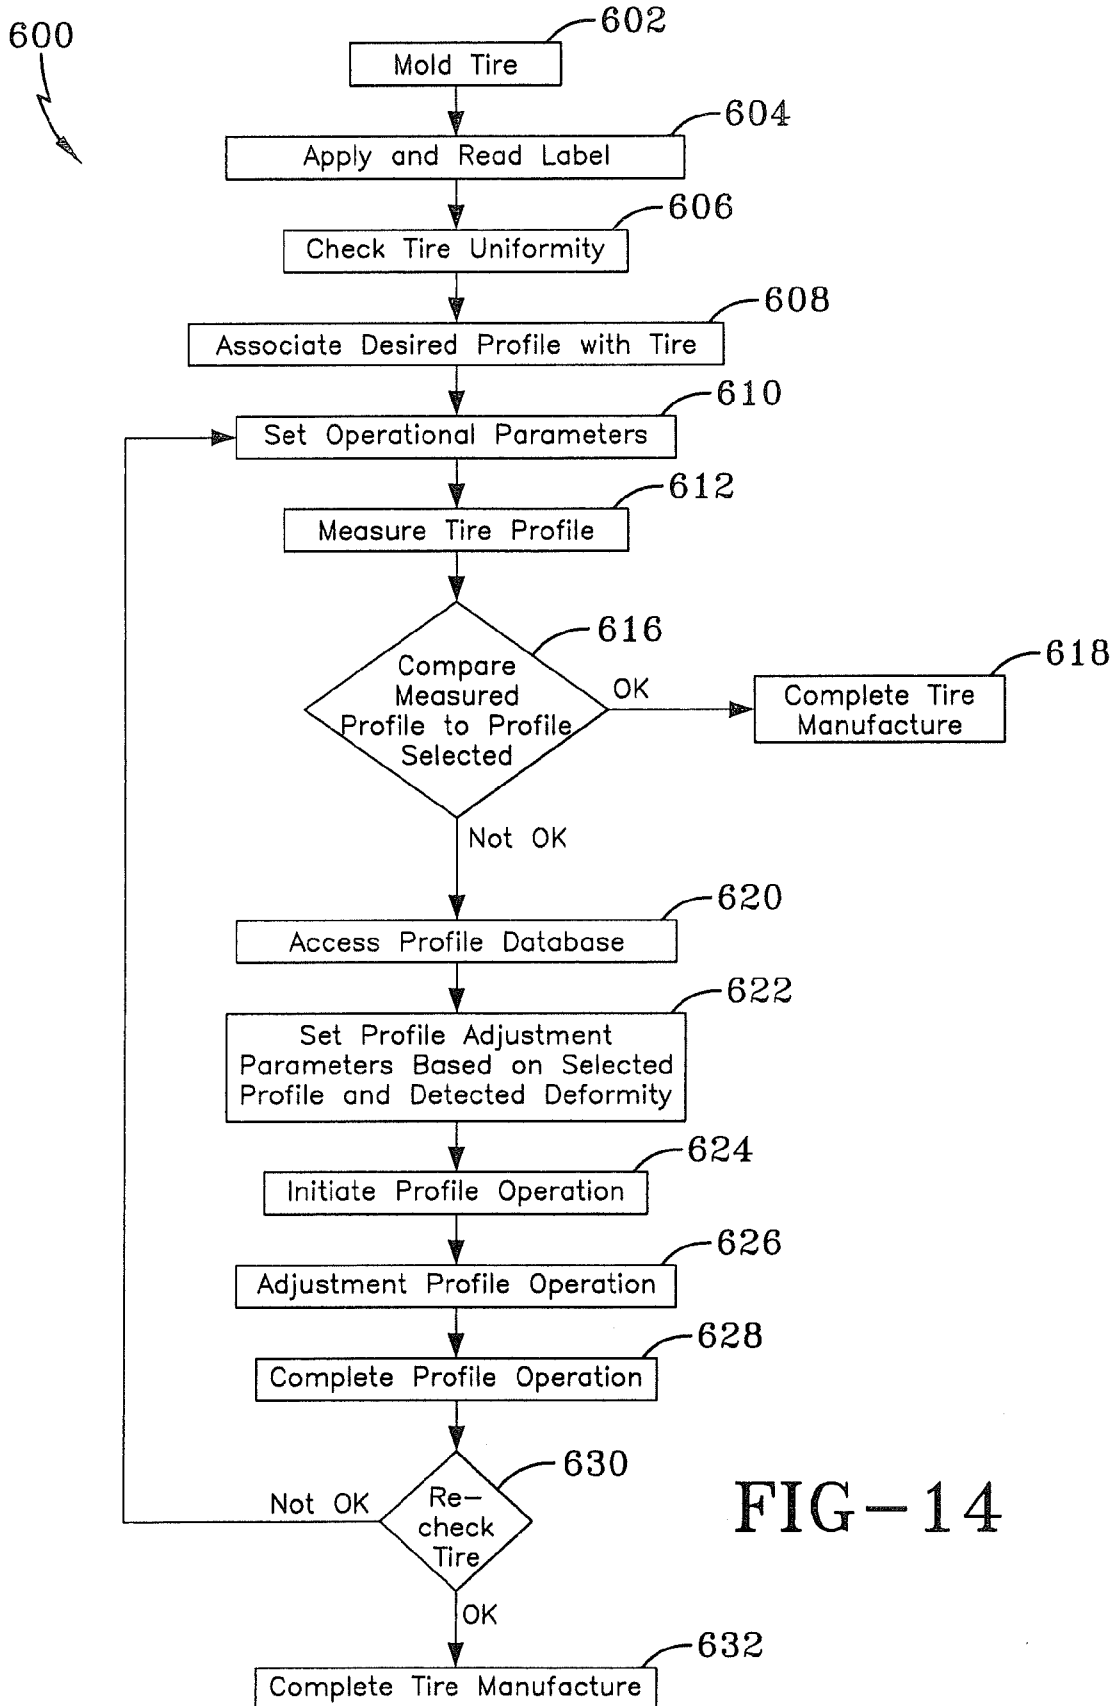 600
602
Mold Tire
604
Apply and Read Label
606
Check Tire Uniformity
608
Associate Desired Profile with Tire
610
Set Operational Parameters
612
Measure Tire Profile
616
Compare
Measured
Profile to Profile
Selected
OK
618
Complete Tire
Manufacture
Not OK
620
Access Profile Database
622
Set Profile Adjustment
Parameters Based on Selected
Profile and Detected Deformity
624
Initiate Profile Operation
626
Adjustment Profile Operation
628
Complete Profile Operation
630
Re-
check
Tire
Not OK
OK
632
Complete Tire Manufacture
FIG-14